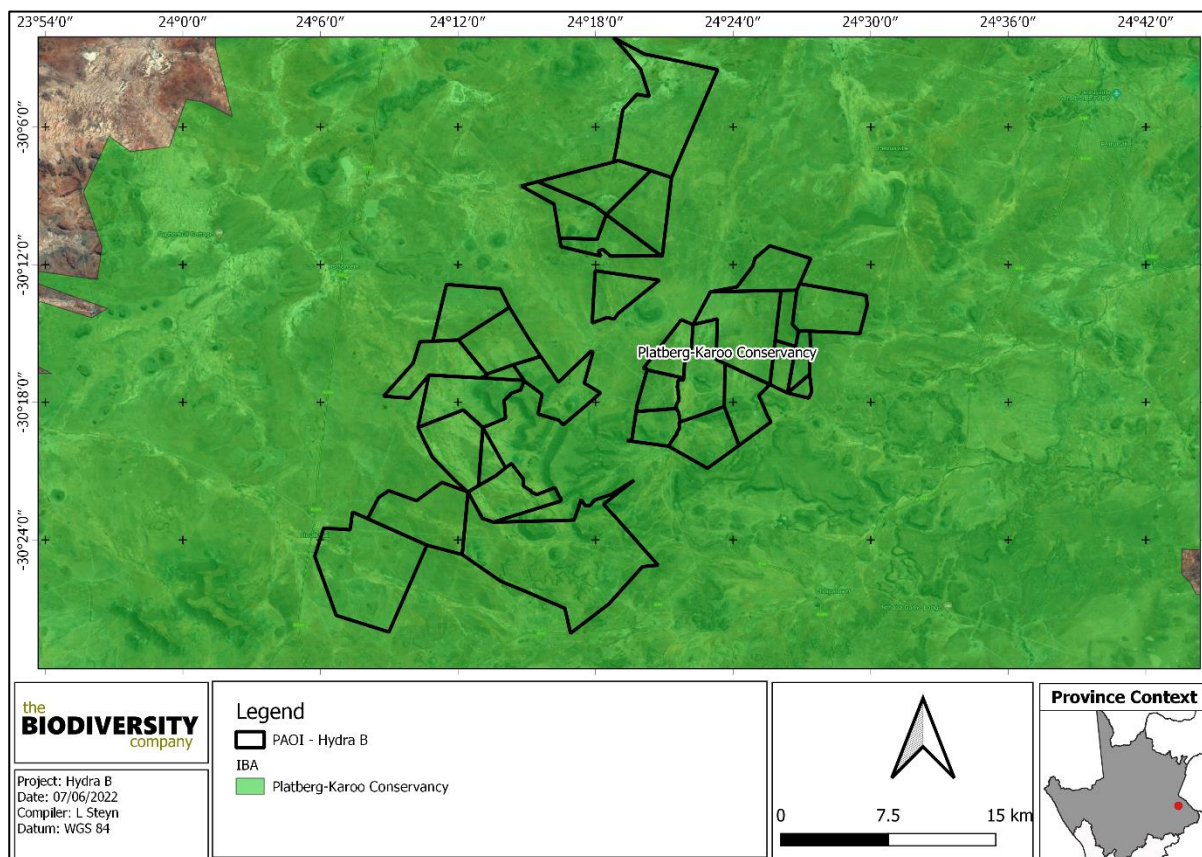 23°54′0″ 24°0′0″ 24°6′0″ 24°12′0″ 24°18′0″ 24°24′0″ 24°30′0″ 24°36′0″ 24°42′0″
-30°6′0″
-30°12′0″
-30°18′0″
-30°24′0″
Platberg-Karoo Conservancy
the
BIODIVERSITY
company
Project: Hydra B
Date: 07/06/2022
Compiler: L Steyn
Datum: WGS 84
Legend
PAOI - Hydra B
IBA
Platberg-Karoo Conservancy
0 7.5 15 km
Province Context